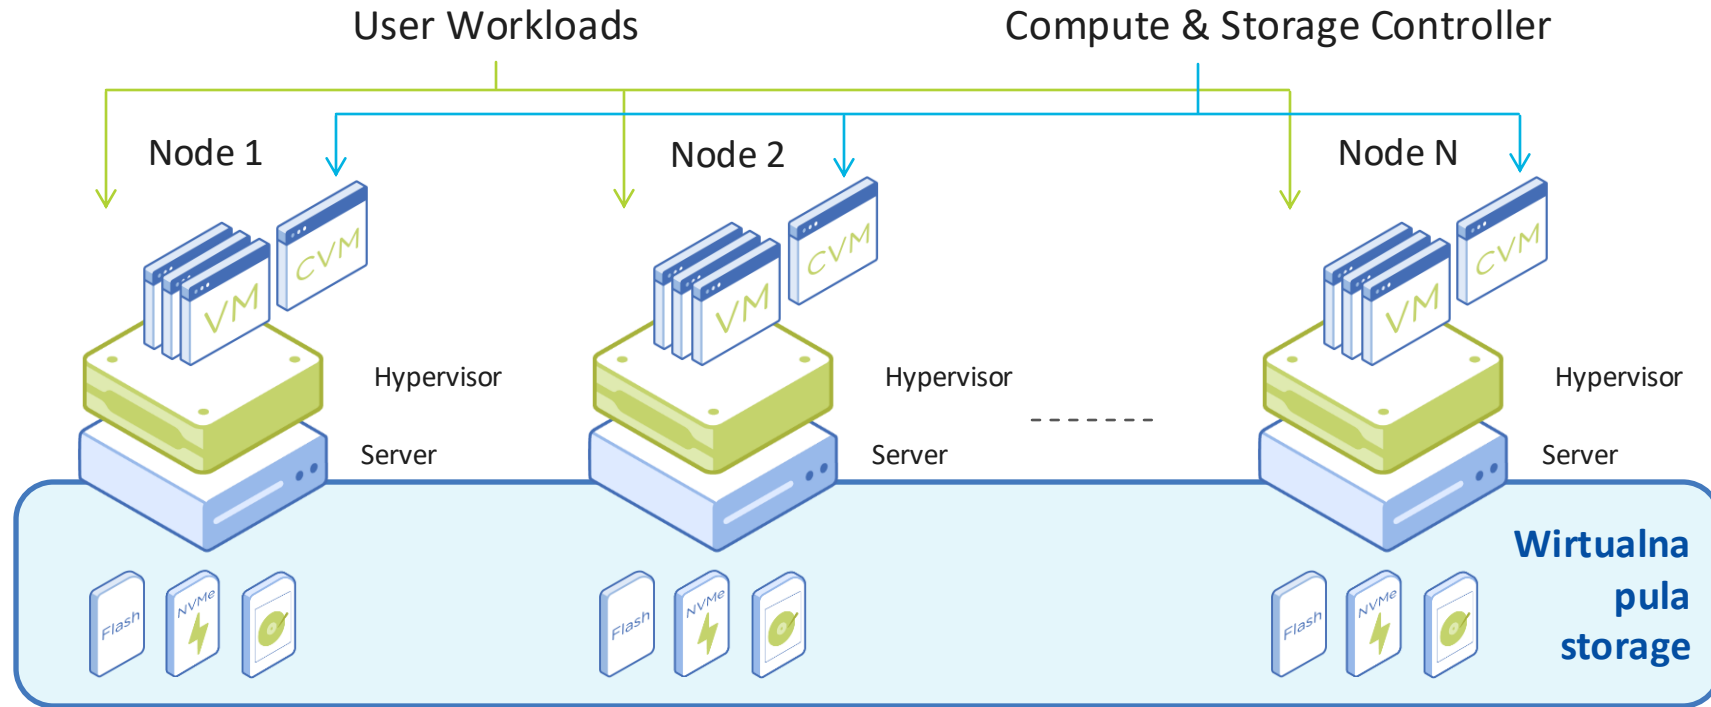 User Workloads
Compute & Storage Controller
Node 1
Node 2
Node N
CVM
CVM
CVM
VM
VM
VM
Hypervisor
Hypervisor
Hypervisor
Server
Server
Server
Wirtualna
pula
storage
Flash
NVMe
Flash
NVMe
Flash
NVMe